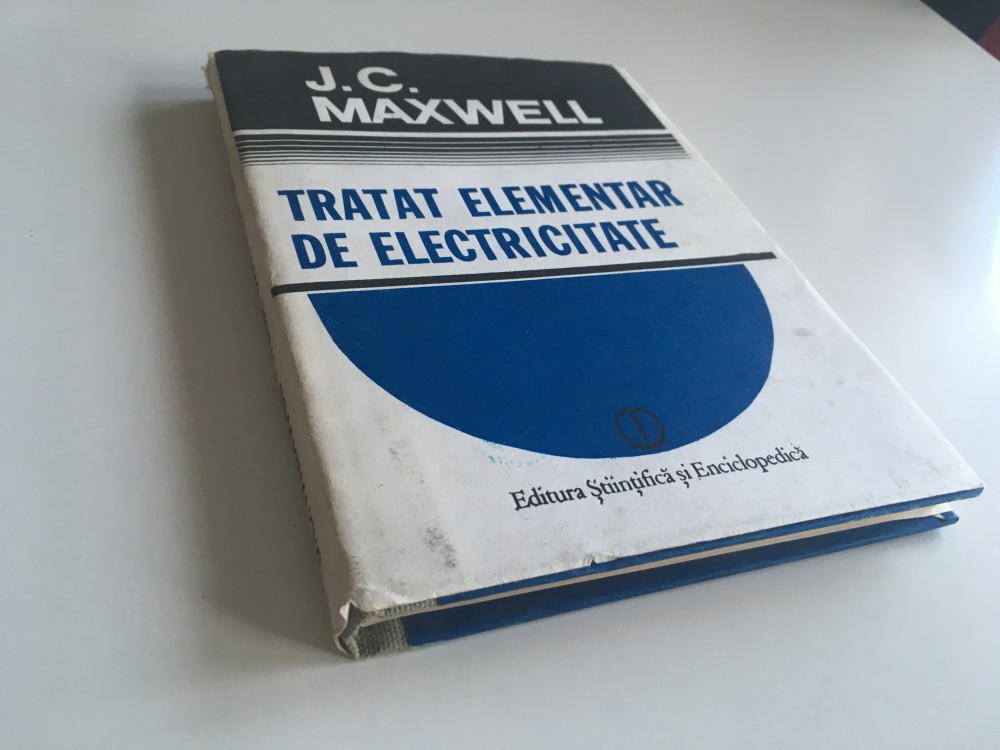 J.C.
MAXWELL
TRATAT ELEMENTAR
DE ELECTRICITATE
Editura Ştiinţifică şi Enciclopedică